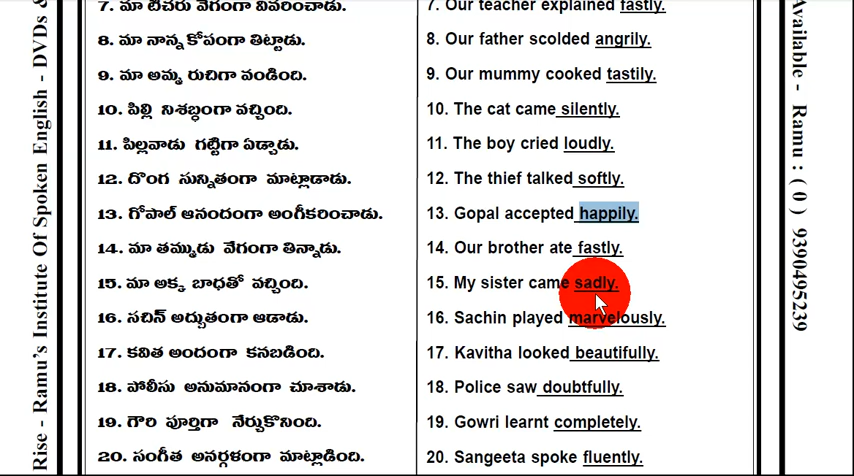 7. మా టీచరు వేగంగా వివరించాడు. 7. Our teacher explained fastly.
8. మా నాన్న కోపంగా తిట్టాడు. 8. Our father scolded angrily.
9. మా అమ్మ రుచిగా వండింది. 9. Our mummy cooked tastily.
10. పిల్లి నిశబ్ధంగా వచ్చింది. 10. The cat came silently.
11. పిల్లవాడు గట్టిగా ఏడ్చాడు. 11. The boy cried loudly.
12. దొంగ సున్నితంగా మాట్లాడాడు. 12. The thief talked softly.
13. గోపాల్ ఆనందంగా అంగీకరించాడు. 13. Gopal accepted happily.
14. మా తమ్ముడు వేగంగా తిన్నాడు. 14. Our brother ate fastly.
15. మా అక్క బాధతో వచ్చింది. 15. My sister came sadly.
16. సచిన్ అద్భుతంగా ఆడాడు. 16. Sachin played marvelously.
17. కవిత అందంగా కనబడింది. 17. Kavitha looked beautifully.
18. పోలీసు అనుమానంగా చూశాడు. 18. Police saw doubtfully.
19. గౌరి పూర్తిగా నేర్చుకొనింది. 19. Gowri learnt completely.
20. సంగీత అనర్గళంగా మాట్లాడింది. 20. Sangeeta spoke fluently.
Rise - Ramu's Institute Of Spoken English - DVDs &
Available - Ramu : ( 0 ) 9390495239